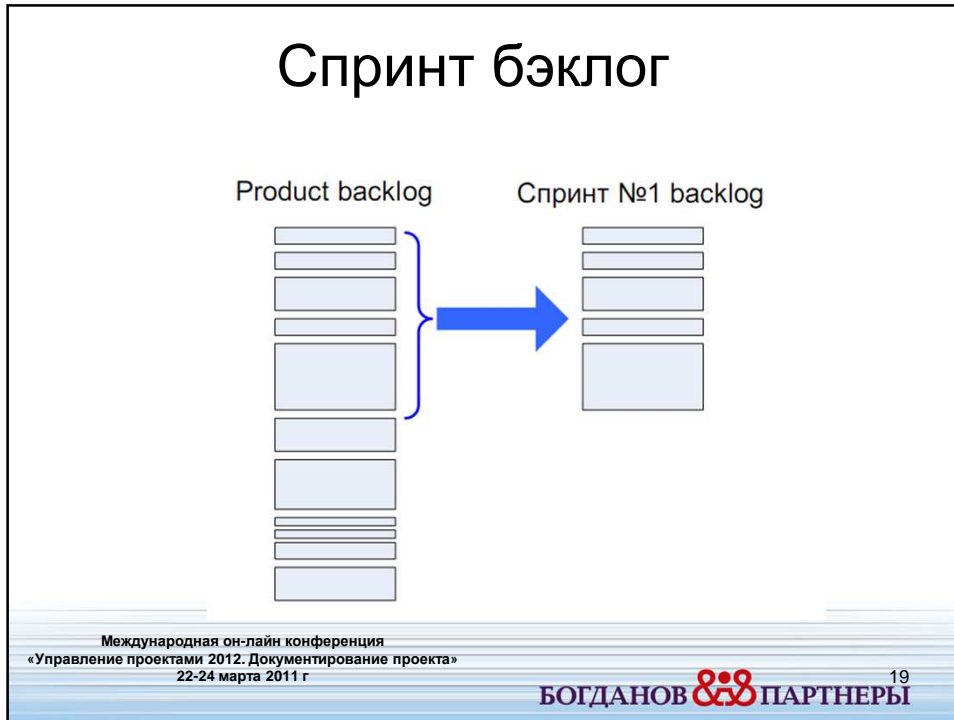 Спринт бэклог
Product backlog
Спринт №1 backlog
Международная он-лайн конференция
«Управление проектами 2012. Документирование проекта»
22-24 марта 2011 г
19
БОГДАНОВ & ПАРТНЕРЫ